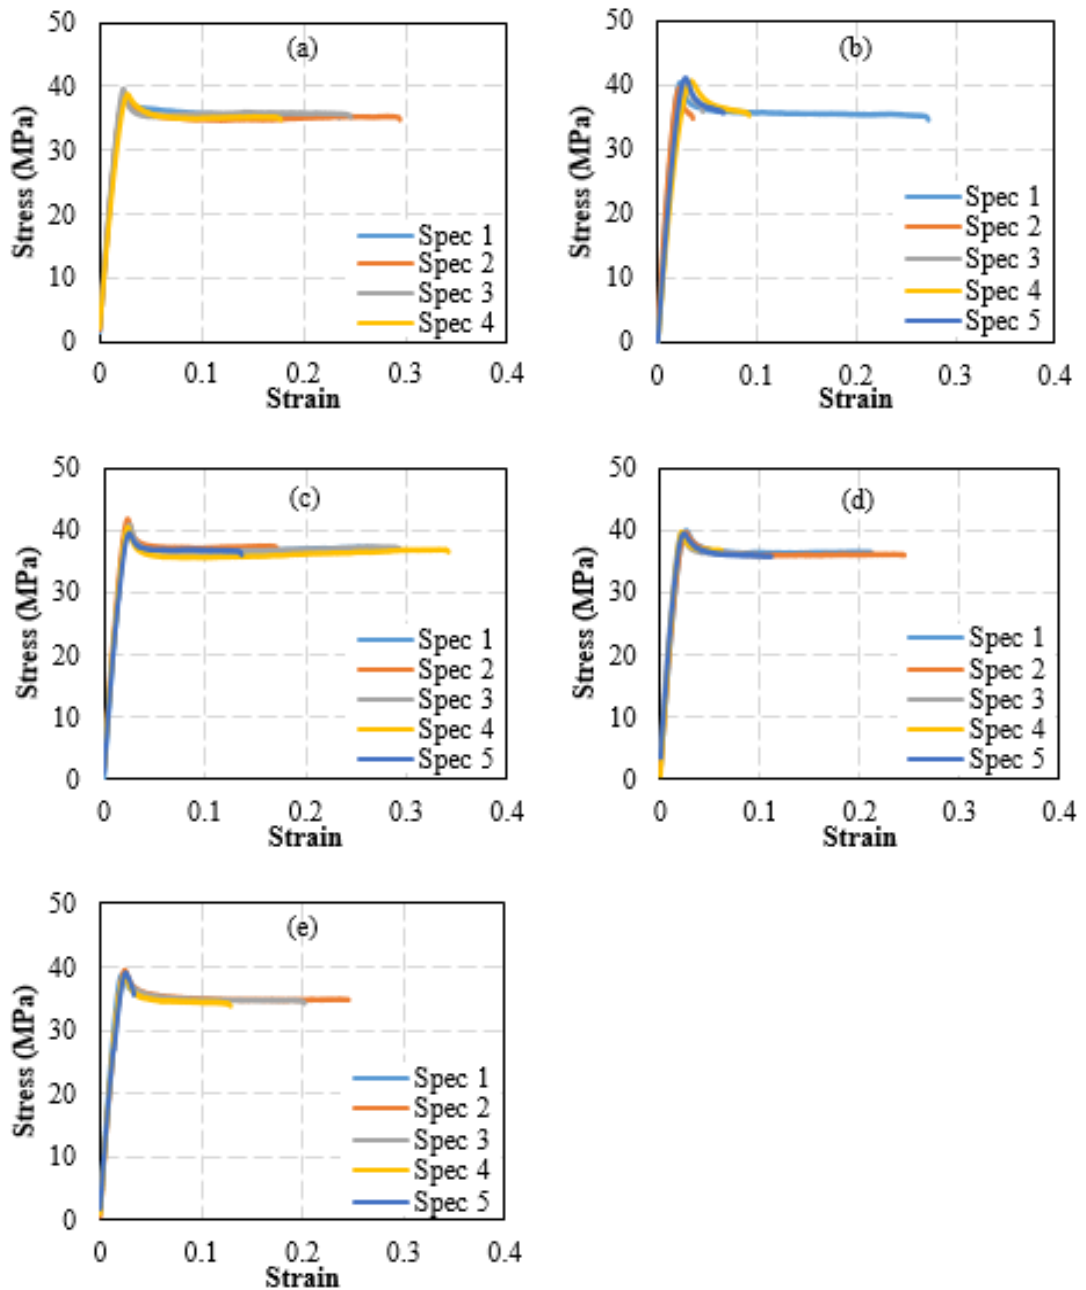 (a)
Stress (MPa)
50
40
30
20
10
0
Spec 1
Spec 2
Spec 3
Spec 4
0 0.1 0.2 0.3 0.4
Strain
(b)
Stress (MPa)
50
40
30
20
10
0
Spec 1
Spec 2
Spec 3
Spec 4
Spec 5
0 0.1 0.2 0.3 0.4
Strain
(c)
Stress (MPa)
50
40
30
20
10
0
Spec 1
Spec 2
Spec 3
Spec 4
Spec 5
0 0.1 0.2 0.3 0.4
Strain
(d)
Stress (MPa)
50
40
30
20
10
0
Spec 1
Spec 2
Spec 3
Spec 4
Spec 5
0 0.1 0.2 0.3 0.4
Strain
(e)
Stress (MPa)
50
40
30
20
10
0
Spec 1
Spec 2
Spec 3
Spec 4
Spec 5
0 0.1 0.2 0.3 0.4
Strain